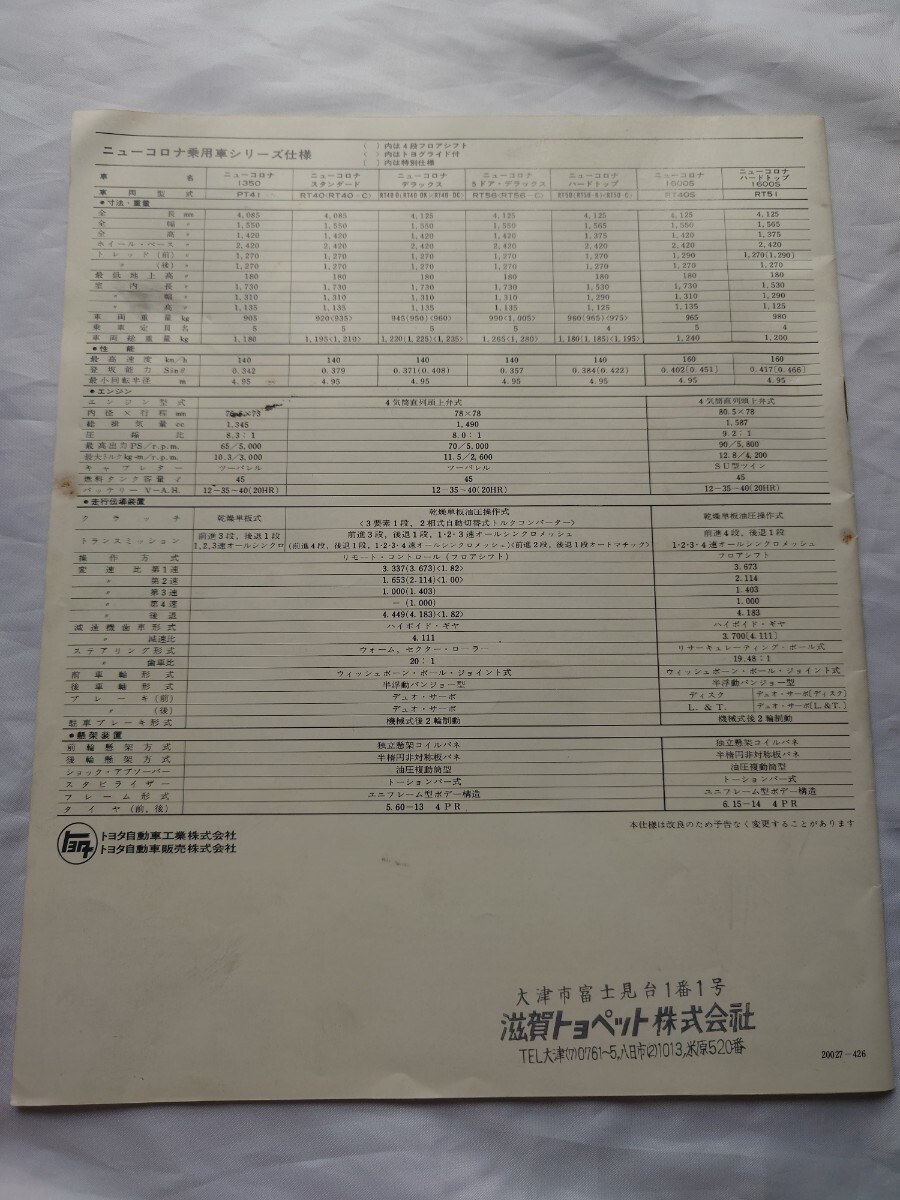 ニューコロナ乗用車シリーズ仕様
( )内は4段フロアシフト
< >内はトヨグライド付
( )内は特別仕様
車名 ニューコロナ1350 ニューコロナスタンダード ニューコロナデラックス ニューコロナ5ドア・デラックス ニューコロナハードトップ ニューコロナ1600S ニューコロナハードトップ1600S
車両型式 PT41 RT40(RT40-C) RT56(RT56-C) RT40S RT51
●寸法・重量
全長 mm 4,085 4,085 4,125 4,125 4,125 4,125 4,125
全幅 〃 1,550 1,550 1,550 1,550 1,565 1,550 1,565
全高 〃 1,420 1,420 1,420 1,420 1,375 1,420 1,375
ホイール・ベース 〃 2,420 2,420 2,420 2,420 2,420 2,420 2,420
トレッド(前) 〃 1,270 1,270 1,270 1,270 1,270 1,290 1,270(1,290)
〃 (後) 〃 1,270 1,270 1,270 1,270 1,270 1,270 1,270
最低地上高 〃 180 180 180 180 180 180 180
室内長 〃 1,730 1,730 1,730 1,730 1,530 1,730 1,530
〃 幅 〃 1,310 1,310 1,310 1,310 1,290 1,310 1,290
〃 高 〃 1,135 1,135 1,135 1,135 1,125 1,135 1,125
車両重量 kg 905 920(935) 945(950)<960> 990(1,005) 960(965)<975> 965 980
乗車定員 名 5 5 5 5 4 5 4
車両総重量 kg 1,180 1,195(1,210) 1,220(1,225)<1,235> 1,265(1,280) 1,180(1,185)<1,195> 1,240 1,200
●性能
最高速度 km/h 140 140 140 140 140 160 160
登坂能力 Sinθ 0.342 0.379 0.371(0.408) 0.357 0.384(0.422) 0.402(0.451) 0.417(0.466)
最小回転半径 m 4.95 4.95 4.95 4.95 4.95 4.95 4.95
●エンジン
エンジン型式 4気筒直列頭上弁式 4気筒直列頭上弁式
内径×行程 mm 78×78 80.5×78
総排気量 cc 1,345 1,490 1,587
圧縮比 8.3:1 8.0:1 9.2:1
最高出力PS/r.p.m. 65/5,000 70/5,000 90/5,800
最大トルクkg-m/r.p.m. 10.3/3,000 11.5/2,600 12.8/4,200
キャブレター ツーバレル ツーバレル SU型ツイン
燃料タンク容量 ℓ 45 45 45
バッテリーV-A.H. 12-35~40(20HR) 12-35~40(20HR) 12-35~40(20HR)
●走行伝導装置
クラッチ 乾燥単板式 乾燥単板油圧操作式 乾燥単板油圧操作式
<3要素1段、2相式自動切替式トルクコンバーター>
トランスミッション 前進3段、後退1段 前進3段、後退1段、1・2・3速オールシンクロメッシュ 前進4段、後退1段
1,2,3速オールシンクロ (前進4段、後退1段、1・2・3・4速オールシンクロメッシュ)<前進2段、後退1段オートマチック> 1・2・3・4速オールシンクロメッシュ
操作方式 リモート・コントロール(フロアシフト) フロアシフト
変速比 第1速 3.337(3.673)<1.82> 3.673
〃 第2速 1.653(2.114)<1.00> 2.114
〃 第3速 1.000(1.403) 1.403
〃 第4速 -(1.000) 1.000
〃 後退 4.449(4.183)<1.82> 4.183
減速機歯車形式 ハイポイド・ギヤ ハイポイド・ギヤ
〃 減速比 4.111 3.700[4.111]
ステアリング形式 ウォーム、セクター・ローラー リサーキュレーティング・ボール式
〃 歯車比 20:1 19.48:1
前車軸形式 ウィッシュボーン・ボール・ジョイント式 ウィッシュボーン・ボール・ジョイント式
後車軸形式 半浮動バンジョー型 半浮動バンジョー型
ブレーキ(前) デュオ・サーボ ディスク デュオ・サーボ[ディスク]
〃 (後) デュオ・サーボ L.&T. デュオ・サーボ[L.&T.]
駐車ブレーキ形式 機械式後2輪制動 機械式後2輪制動
●懸架装置
前輪懸架方式 独立懸架コイルバネ 独立懸架コイルバネ
後輪懸架方式 半楕円非対称板バネ 半楕円非対称板バネ
ショック・アブソーバー 油圧複動筒型 油圧複動筒型
スタビライザー トーションバー式 トーションバー式
フレーム形式 ユニフレーム型ボデー構造 ユニフレーム型ボデー構造
タイヤ(前、後) 5.60-13 4PR 6.15-14 4PR
本仕様は改良のため予告なく変更することがあります
トヨタ トヨタ自動車工業株式会社
トヨタ自動車販売株式会社
大津市富士見台1番1号
滋賀トヨペット株式会社
TEL大津(7)0761~5,八日市(2)1013,米原520番
20027-426